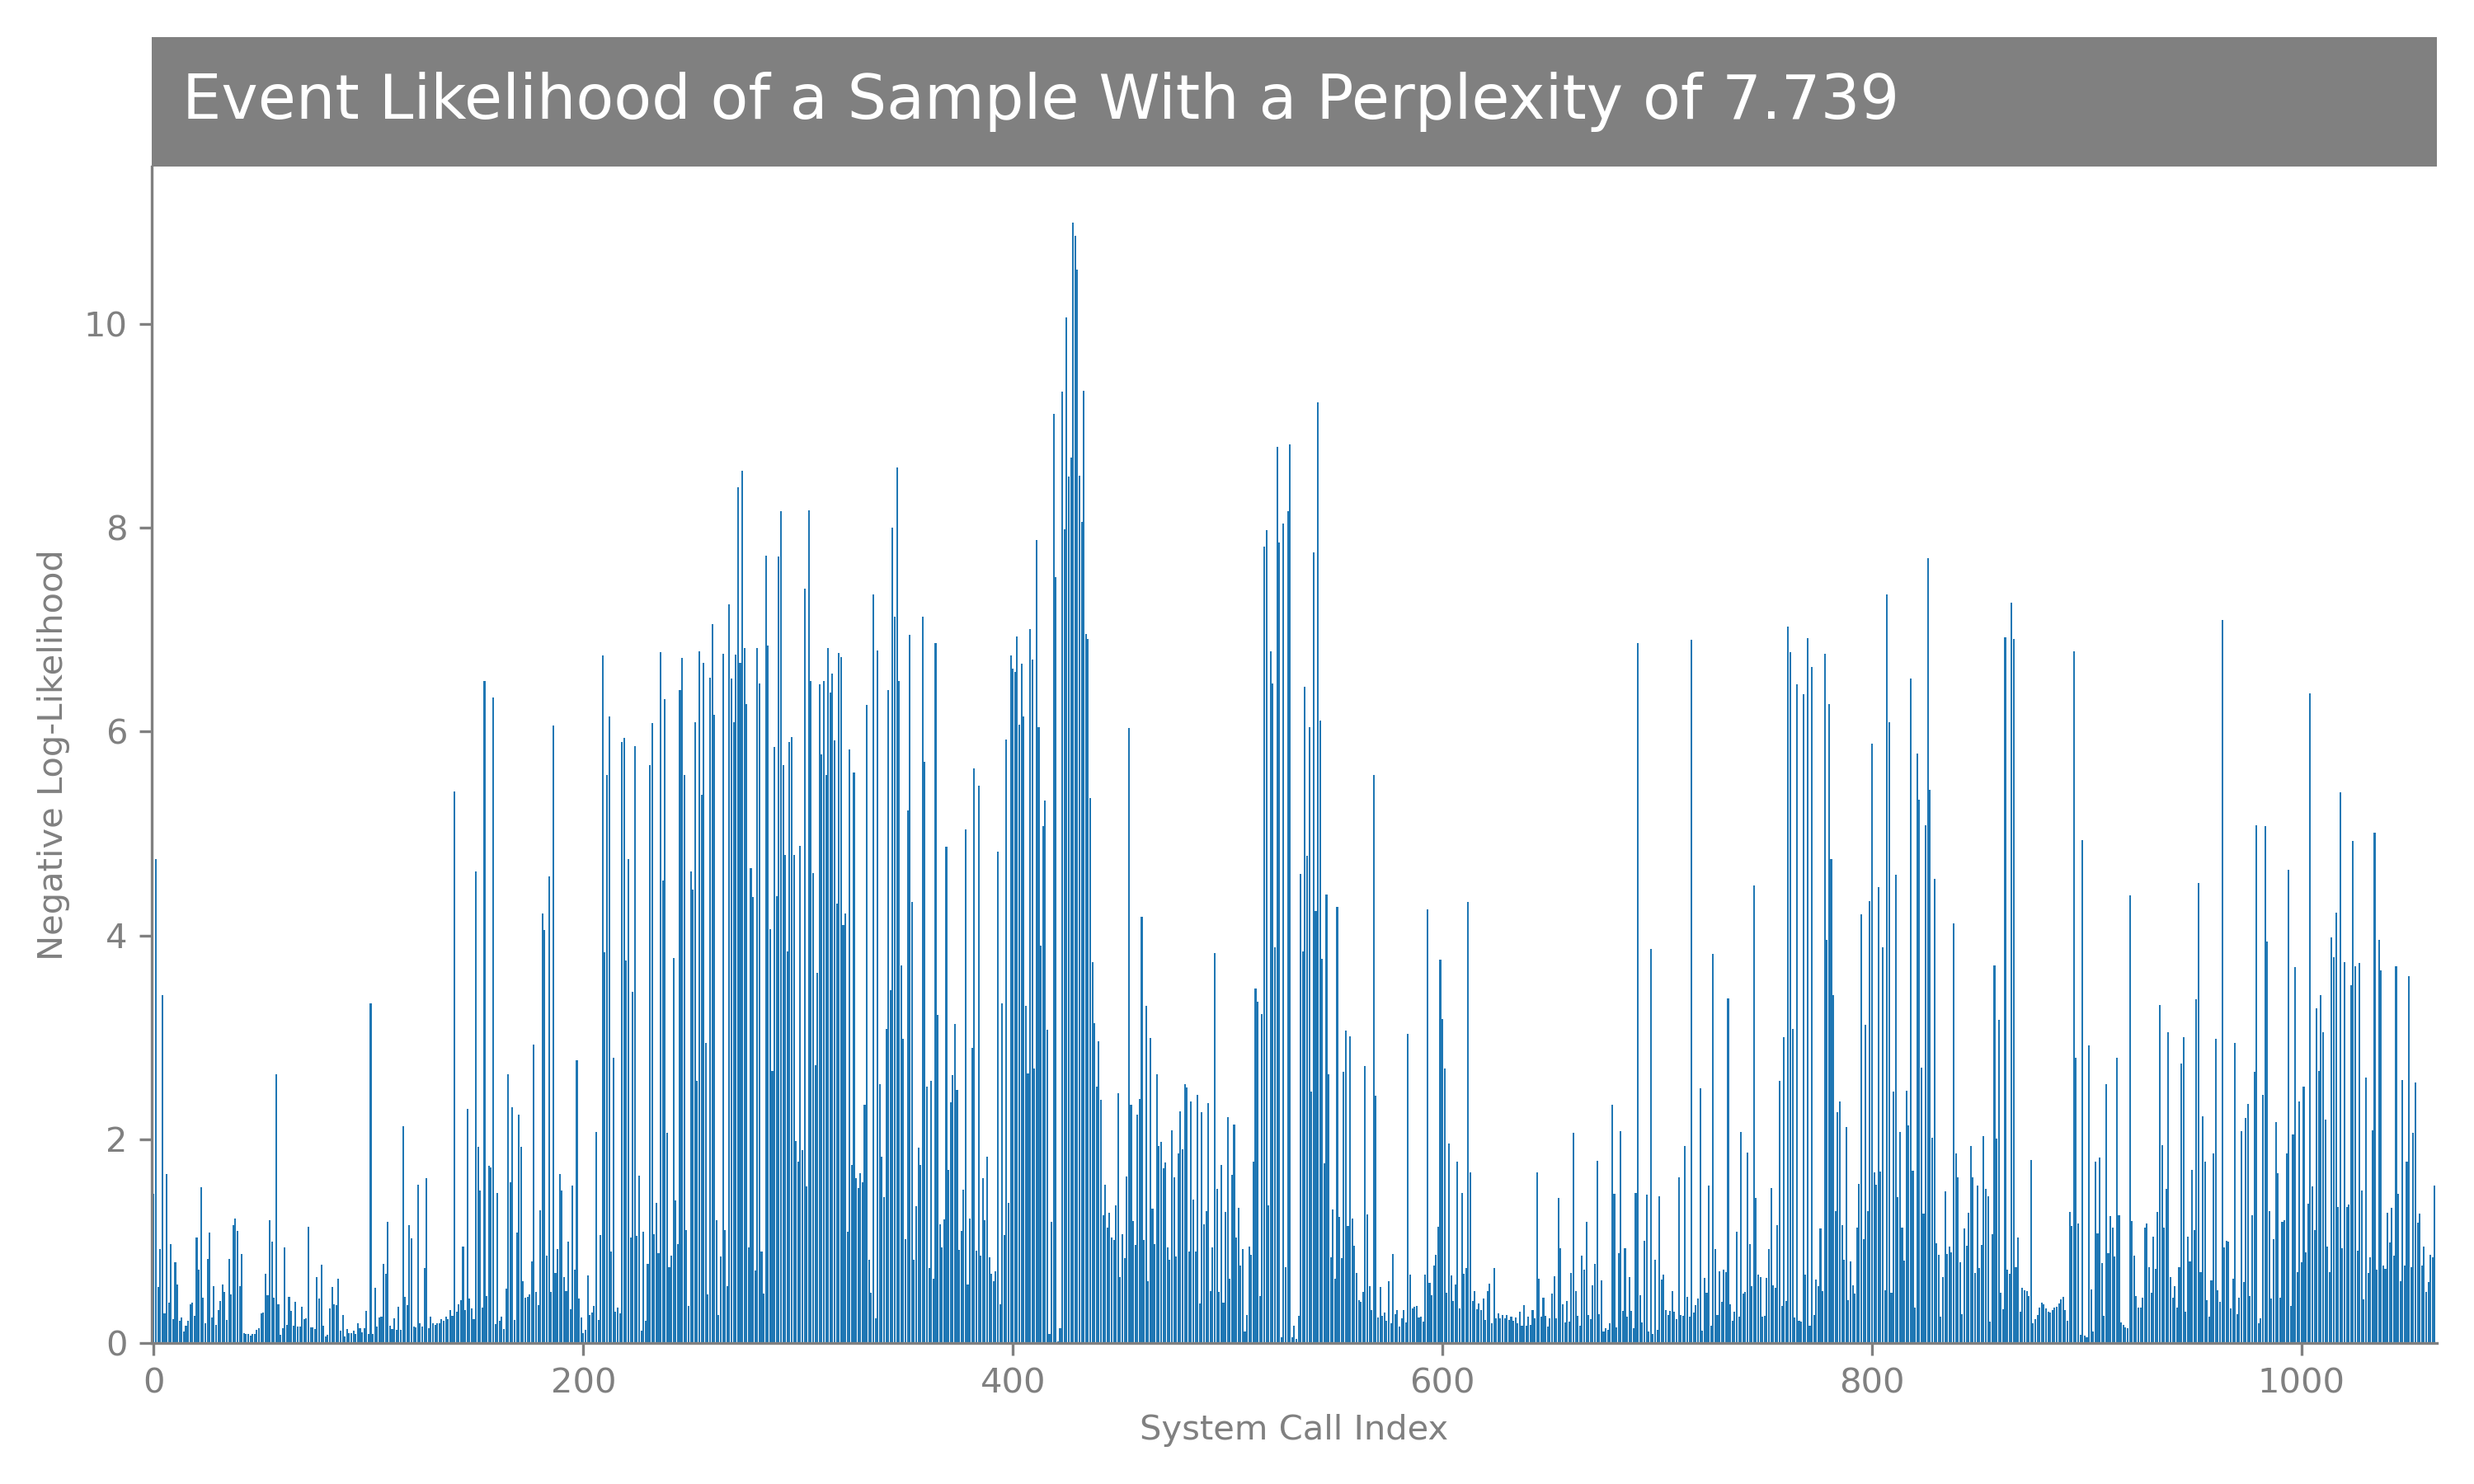 Event Likelihood of a Sample With a Perplexity of 7.739
10
8
6
4
2
0
Negative Log-Likelihood
0 200 400 600 800 1000
System Call Index